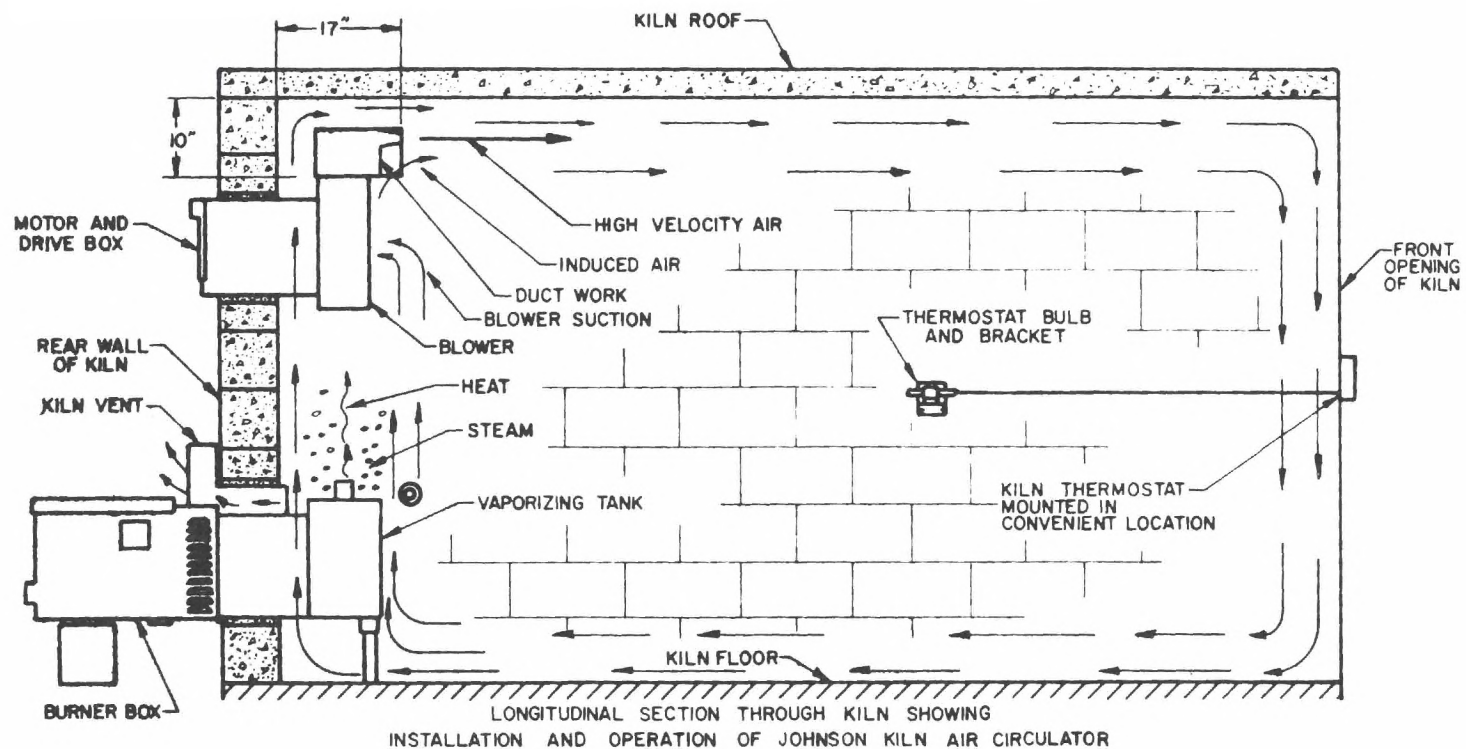 17"
KILN ROOF
10"
MOTOR AND
DRIVE BOX
HIGH VELOCITY AIR
INDUCED AIR
DUCT WORK
BLOWER SUCTION
BLOWER
FRONT
OPENING
OF KILN
THERMOSTAT BULB
AND BRACKET
REAR WALL
OF KILN
KILN VENT
HEAT
STEAM
VAPORIZING TANK
KILN THERMOSTAT
MOUNTED IN
CONVENIENT LOCATION
KILN FLOOR
BURNER BOX
LONGITUDINAL SECTION THROUGH KILN SHOWING
INSTALLATION AND OPERATION OF JOHNSON KILN AIR CIRCULATOR